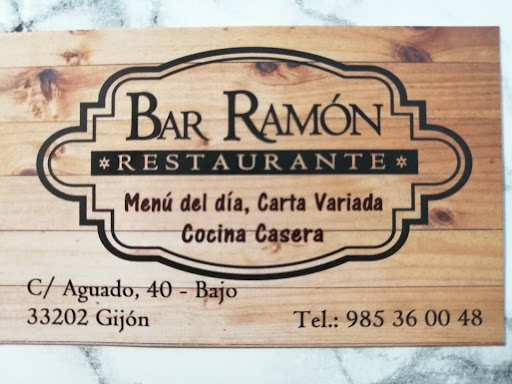 BAR RAMÓN
RESTAURANTE
Menú del día, Carta Variada
Cocina Casera
C/ Aguado, 40 - Bajo
33202 Gijón
Tel.: 985 36 00 48